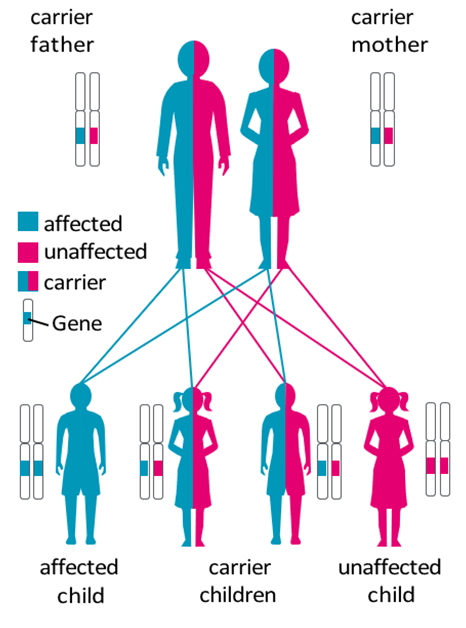 carrier
father
carrier
mother
affected
unaffected
carrier
Gene
affected
child
carrier
children
unaffected
child